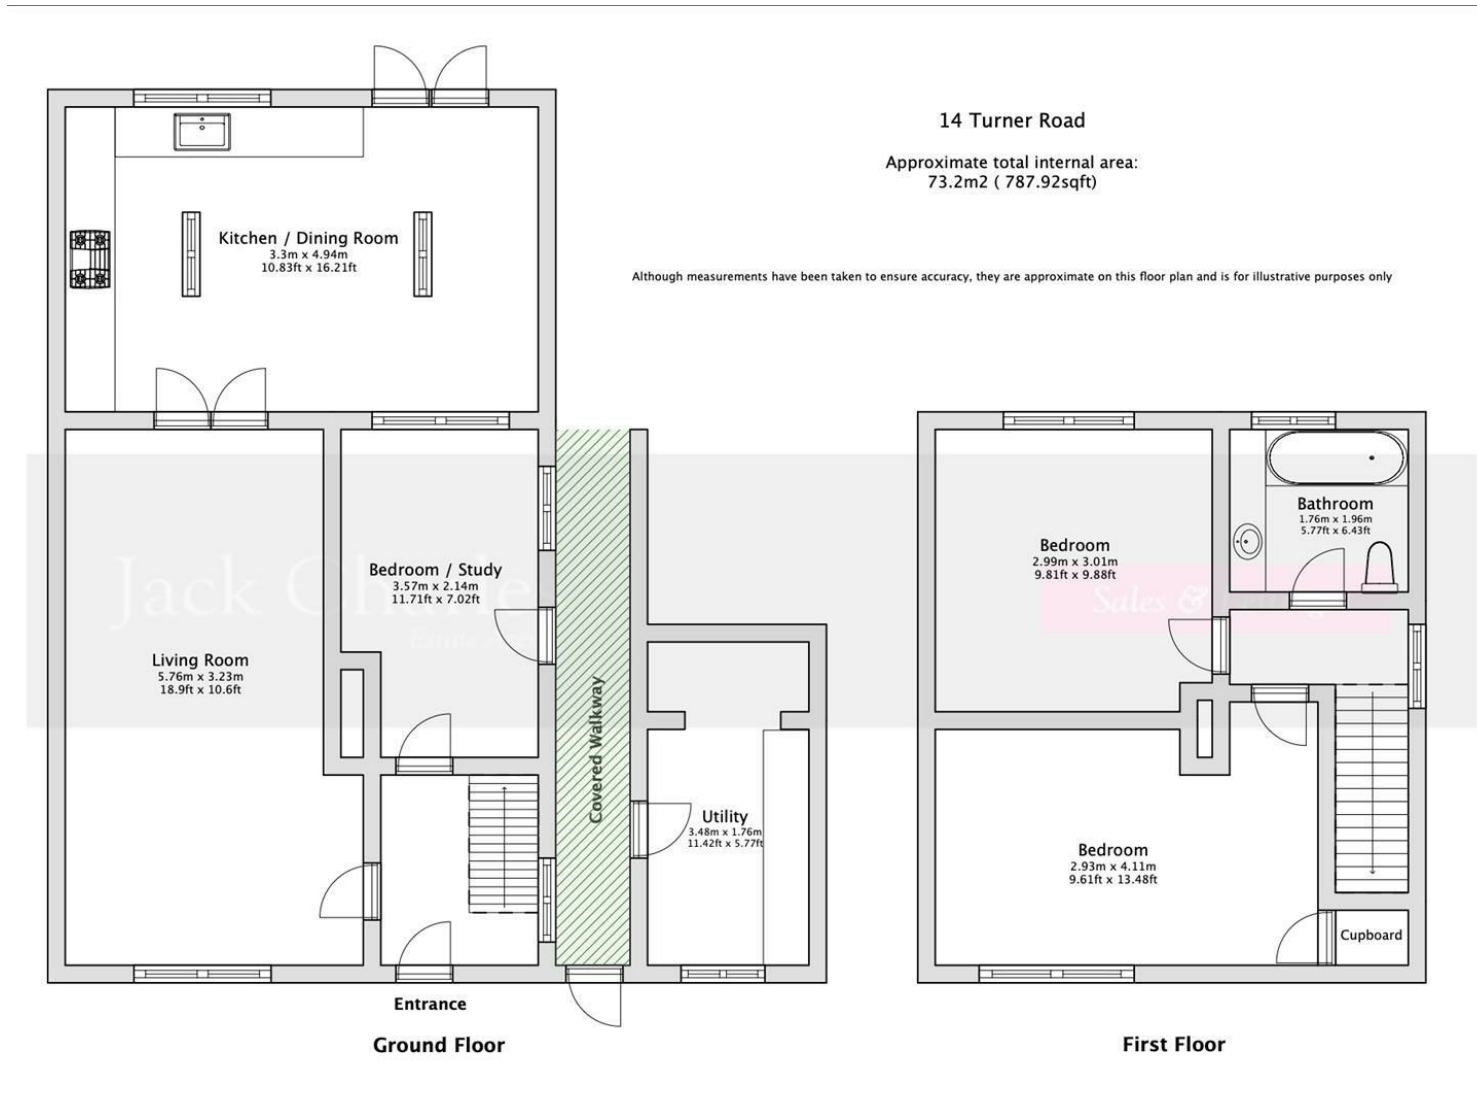 14 Turner Road
Approximate total internal area:
73.2m2 ( 787.92sqft)
Although measurements have been taken to ensure accuracy, they are approximate on this floor plan and is for illustrative purposes only
Kitchen / Dining Room
3.3m x 4.94m
10.83ft x 16.21ft
Bedroom / Study
3.57m x 2.14m
11.71ft x 7.02ft
Living Room
5.76m x 3.23m
18.9ft x 10.6ft
Covered Walkway
Utility
3.48m x 1.76m
11.42ft x 5.77ft
Entrance
Ground Floor
Bathroom
1.76m x 1.96m
5.77ft x 6.43ft
Bedroom
2.99m x 3.01m
9.81ft x 9.88ft
Bedroom
2.93m x 4.11m
9.61ft x 13.48ft
Cupboard
First Floor
Jack
Estate
Sales &